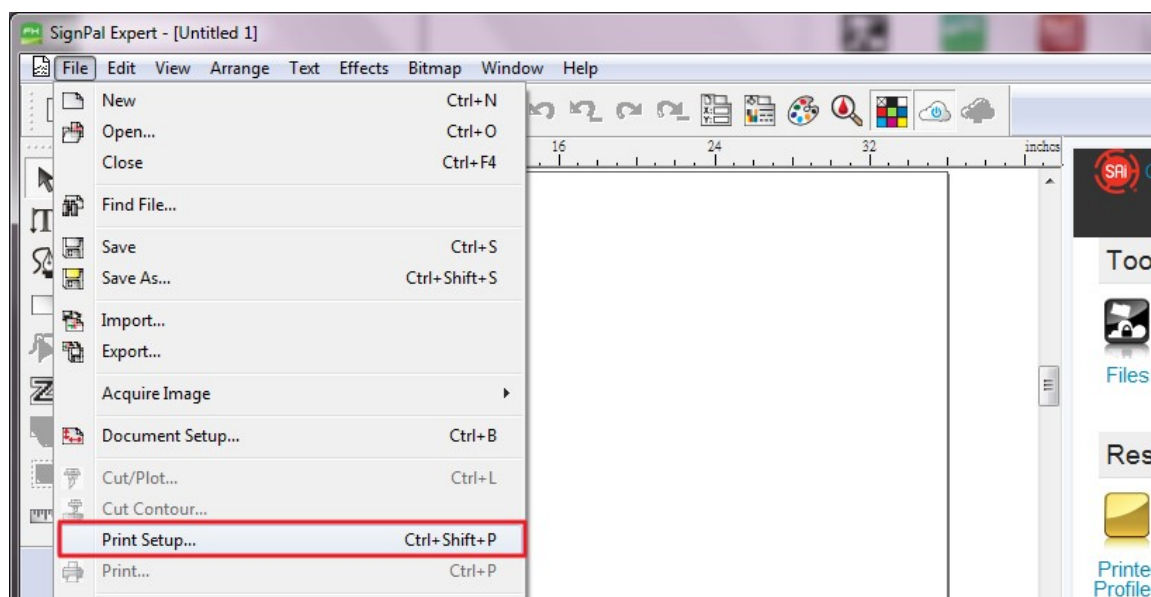 SignPal Expert - [Untitled 1]
File Edit View Arrange Text Effects Bitmap Window Help
New Ctrl+N
Open... Ctrl+O
Close Ctrl+F4
Find File...
Save Ctrl+S
Save As... Ctrl+Shift+S
Import...
Export...
Acquire Image
Document Setup... Ctrl+B
Cut/Plot... Ctrl+L
Cut Contour...
Print Setup... Ctrl+Shift+P
Print... Ctrl+P
X:
Y:
16 24 32 inches
SAi
Too
Files
Res
Printe
Profile